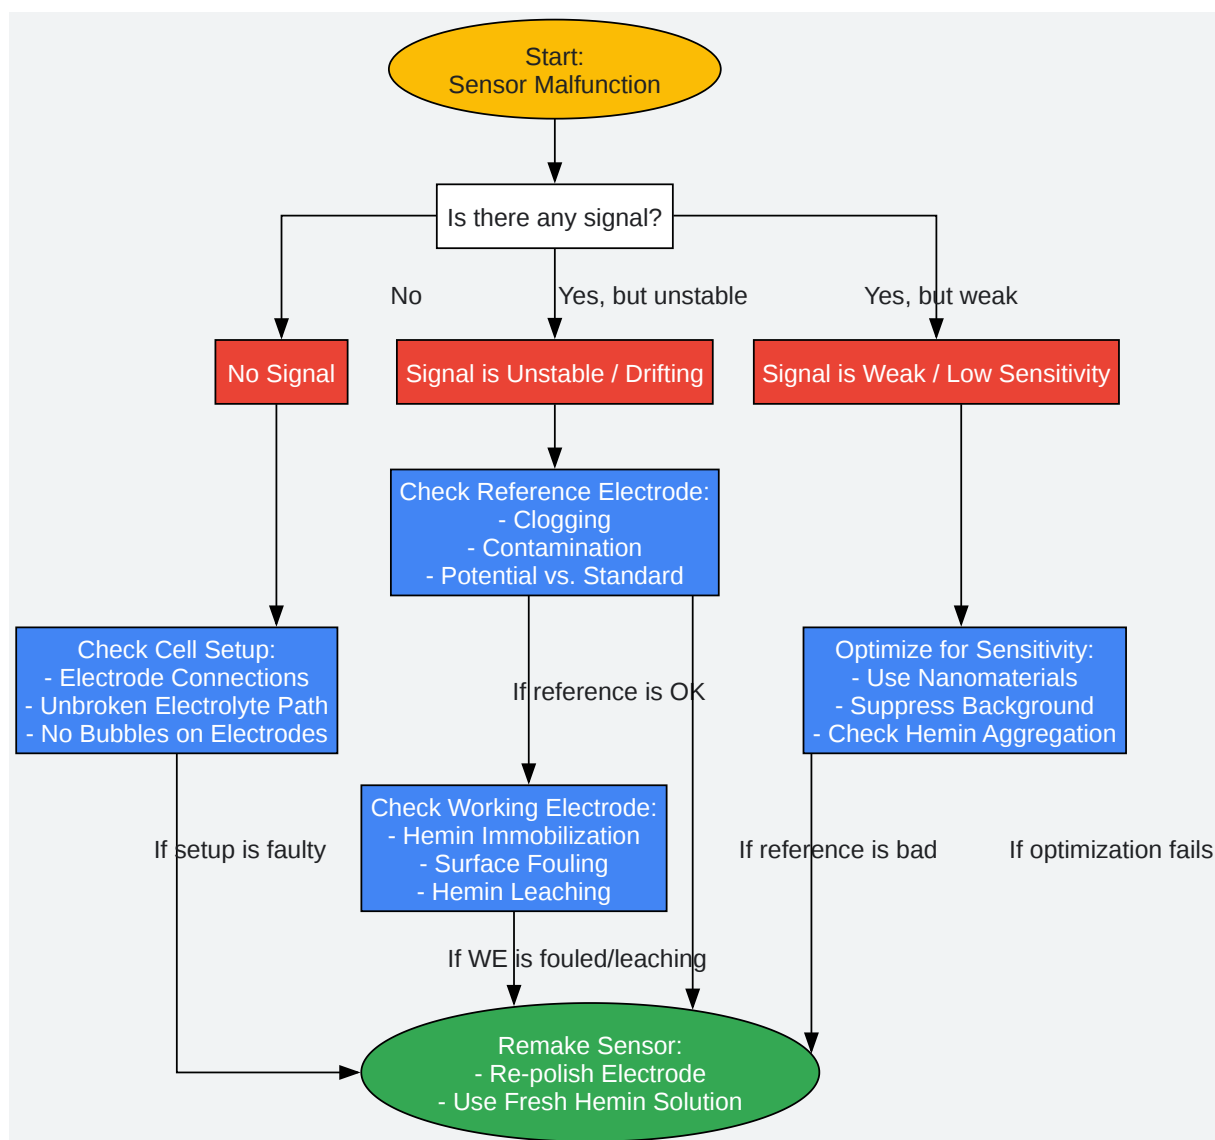 Start:
Sensor Malfunction
Is there any signal?
No
Yes, but unstable
Yes, but weak
No Signal
Signal is Unstable / Drifting
Signal is Weak / Low Sensitivity
Check Reference Electrode:
- Clogging
- Contamination
- Potential vs. Standard
Check Cell Setup:
- Electrode Connections
- Unbroken Electrolyte Path
- No Bubbles on Electrodes
If reference is OK
Optimize for Sensitivity:
- Use Nanomaterials
- Suppress Background
- Check Hemin Aggregation
Check Working Electrode:
- Hemin Immobilization
- Surface Fouling
- Hemin Leaching
If setup is faulty
If reference is bad
If optimization fails
If WE is fouled/leaching
Remake Sensor:
- Re-polish Electrode
- Use Fresh Hemin Solution